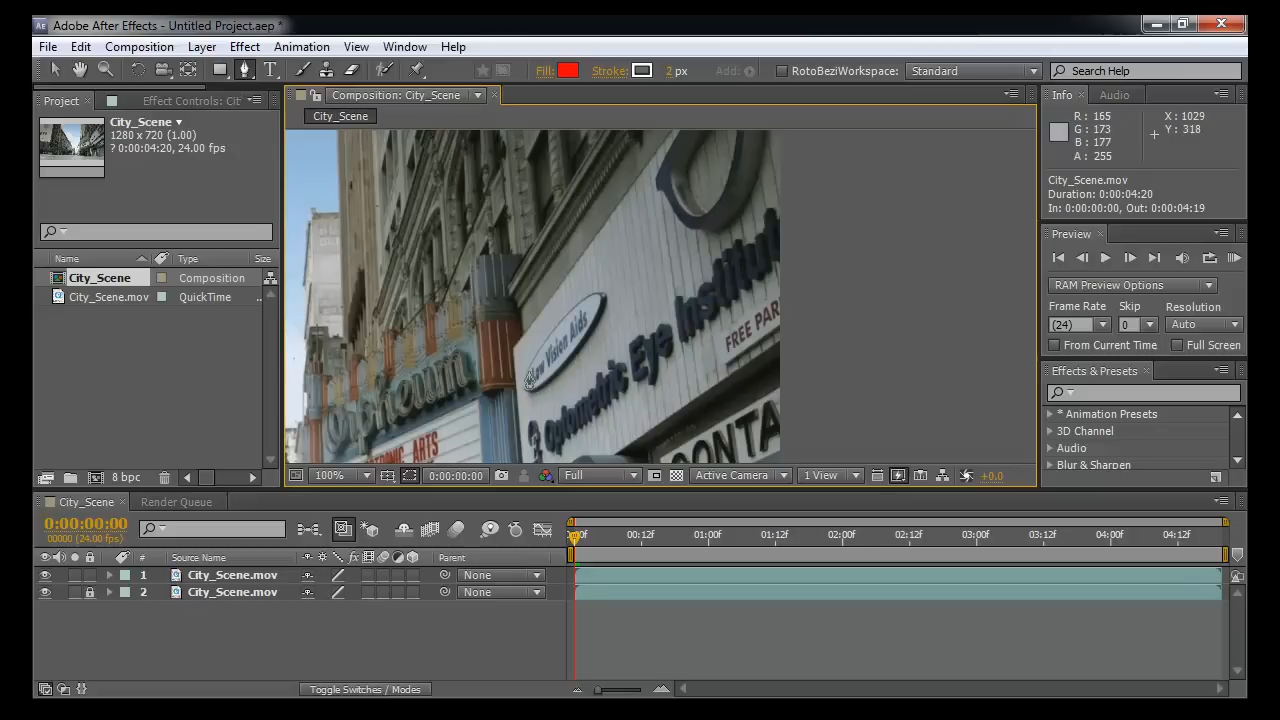 Adobe After Effects - Untitled Project.aep *
File Edit Composition Layer Effect Animation View Window Help
Fill: Stroke: 2 px Add: RotoBezi Workspace: Standard Search Help
Project × Effect Controls: Cit
City_Scene ▼
1280 x 720 (1.00)
? 0:00:04:20, 24.00 fps
Name Type Size
City_Scene Composition
City_Scene.mov QuickTime ..
8 bpc
Composition: City_Scene
City_Scene
Low Vision Aids
Optometric Eye Institut
FREE PAR
Orpheum
ARTS
CONTA
100% 0:00:00:00 Full Active Camera 1 View +0.0
Info × Audio
R : 165 X : 1029
G : 173 Y : 318
B : 177
A : 255
City_Scene.mov
Duration: 0:00:04:20
In: 0:00:00:00, Out: 0:00:04:19
Preview ×
RAM Preview Options
Frame Rate Skip Resolution
(24) 0 Auto
From Current Time Full Screen
Effects & Presets ×
* Animation Presets
3D Channel
Audio
Blur & Sharpen
City_Scene × Render Queue
0:00:00:00
00000 (24.00 fps)
00f 00:12f 01:00f 01:12f 02:00f 02:12f 03:00f 03:12f 04:00f 04:12f
# Source Name fx Parent
1 City_Scene.mov None
2 City_Scene.mov None
Toggle Switches / Modes